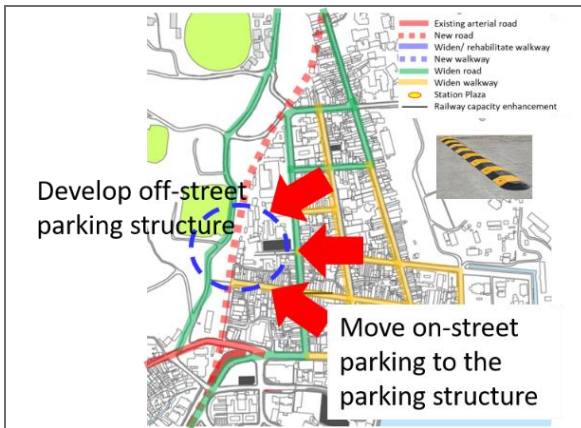 Existing arterial road
New road
Widen/ rehabilitate walkway
New walkway
Widen road
Widen walkway
Station Plaza
Railway capacity enhancement
Develop off-street
parking structure
Move on-street
parking to the
parking structure